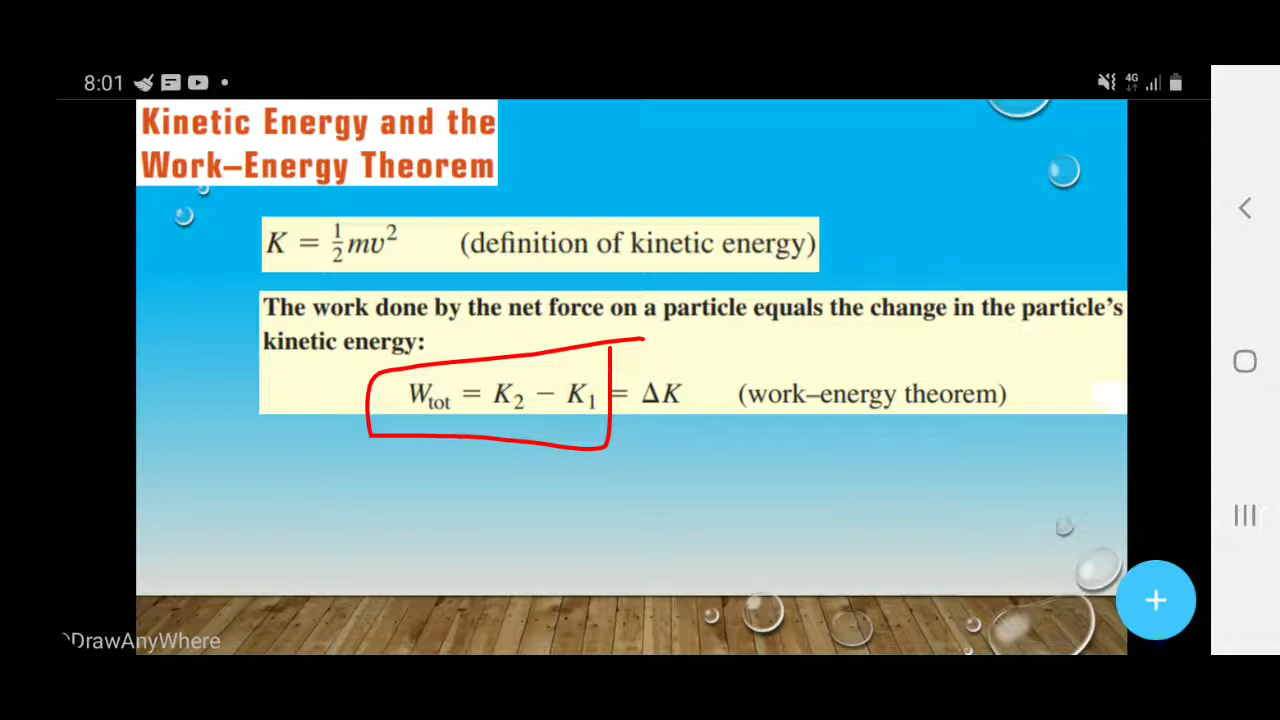 8:01
4G
Kinetic Energy and the
Work–Energy Theorem
K = ½mv² (definition of kinetic energy)
The work done by the net force on a particle equals the change in the particle's
kinetic energy:
W_tot = K₂ − K₁ = ΔK (work–energy theorem)
DrawAnyWhere